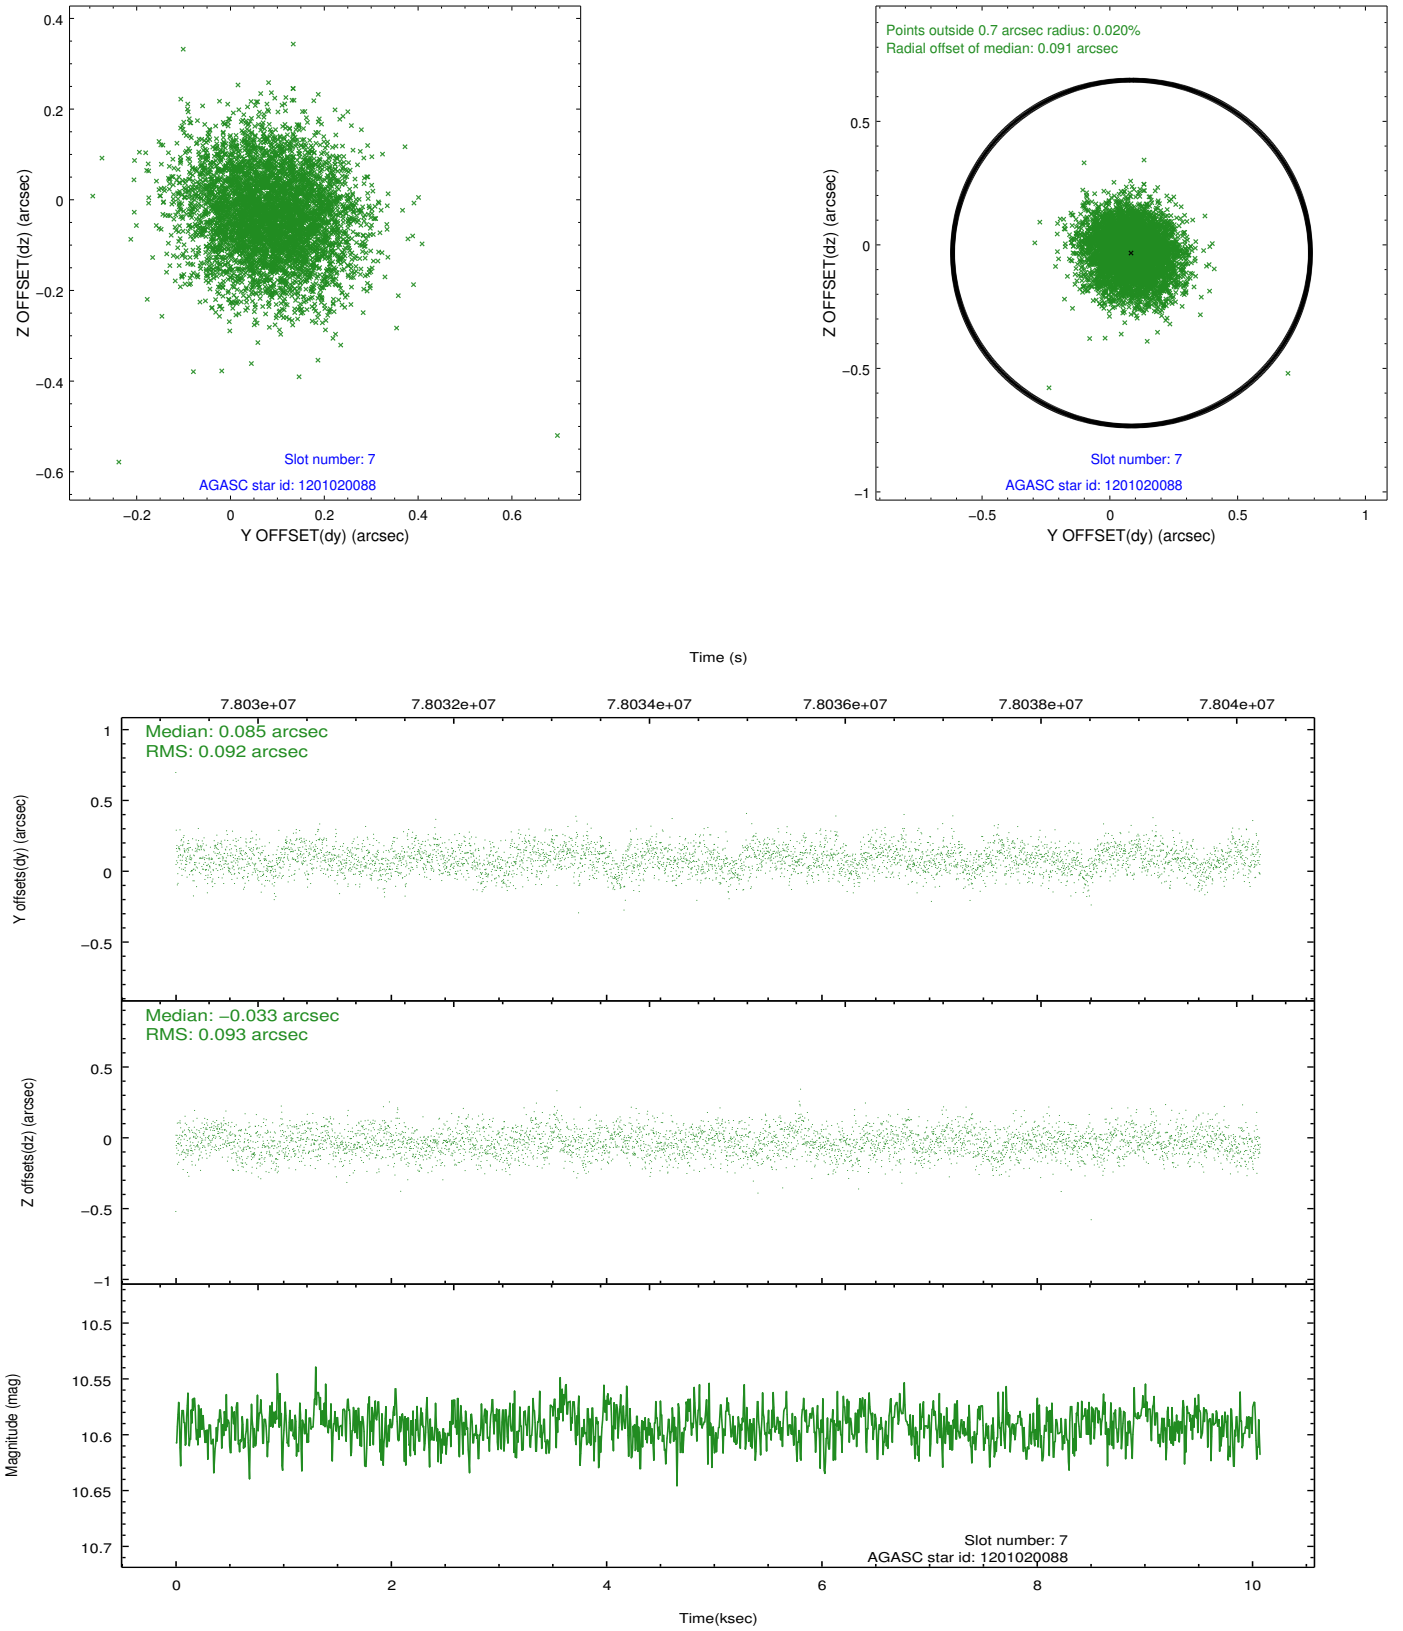 0.4
0.2
0
−0.2
−0.4
−0.6
Z OFFSET(dz) (arcsec)
Slot number: 7
AGASC star id: 1201020088
−0.2
0
0.2
0.4
0.6
Y OFFSET(dy) (arcsec)
Points outside 0.7 arcsec radius: 0.020%
Radial offset of median: 0.091 arcsec
0.5
0
−0.5
−1
Z OFFSET(dz) (arcsec)
Slot number: 7
AGASC star id: 1201020088
−0.5
0
0.5
1
Y OFFSET(dy) (arcsec)
Time (s)
7.803e+07
7.8032e+07
7.8034e+07
7.8036e+07
7.8038e+07
7.804e+07
Median: 0.085 arcsec
RMS: 0.092 arcsec
1
0.5
0
−0.5
Y offsets(dy) (arcsec)
Median: −0.033 arcsec
RMS: 0.093 arcsec
0.5
0
−0.5
−1
Z offsets(dz) (arcsec)
10.5
10.55
10.6
10.65
10.7
Magnitude (mag)
Slot number: 7
AGASC star id: 1201020088
0
2
4
6
8
10
Time(ksec)